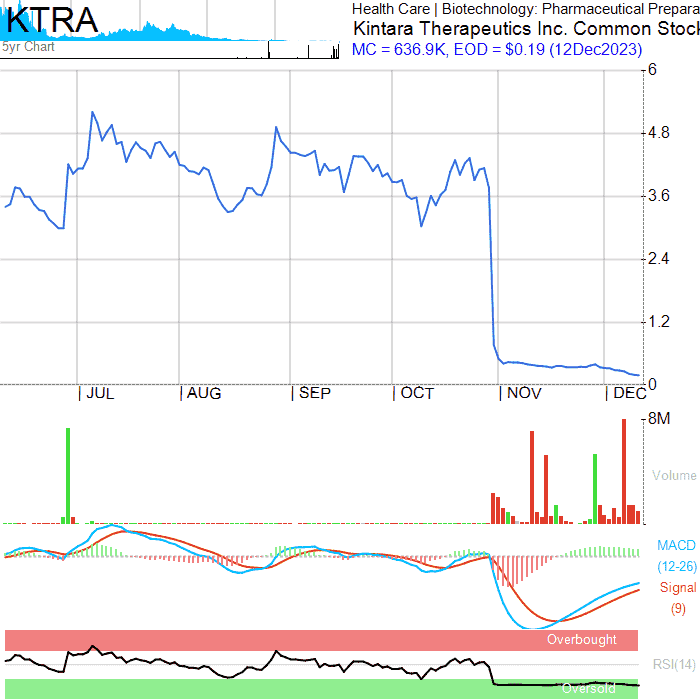 KTRA
Health Care | Biotechnology: Pharmaceutical Prepara
Kintara Therapeutics Inc. Common Stock
MC = 636.9K, EOD = $0.19 (12Dec2023)
5yr Chart
6
4.8
3.6
2.4
1.2
0
JUL AUG SEP OCT NOV DEC
8M
Volume
MACD
(12-26)
Signal
(9)
Overbought
RSI(14)
Oversold